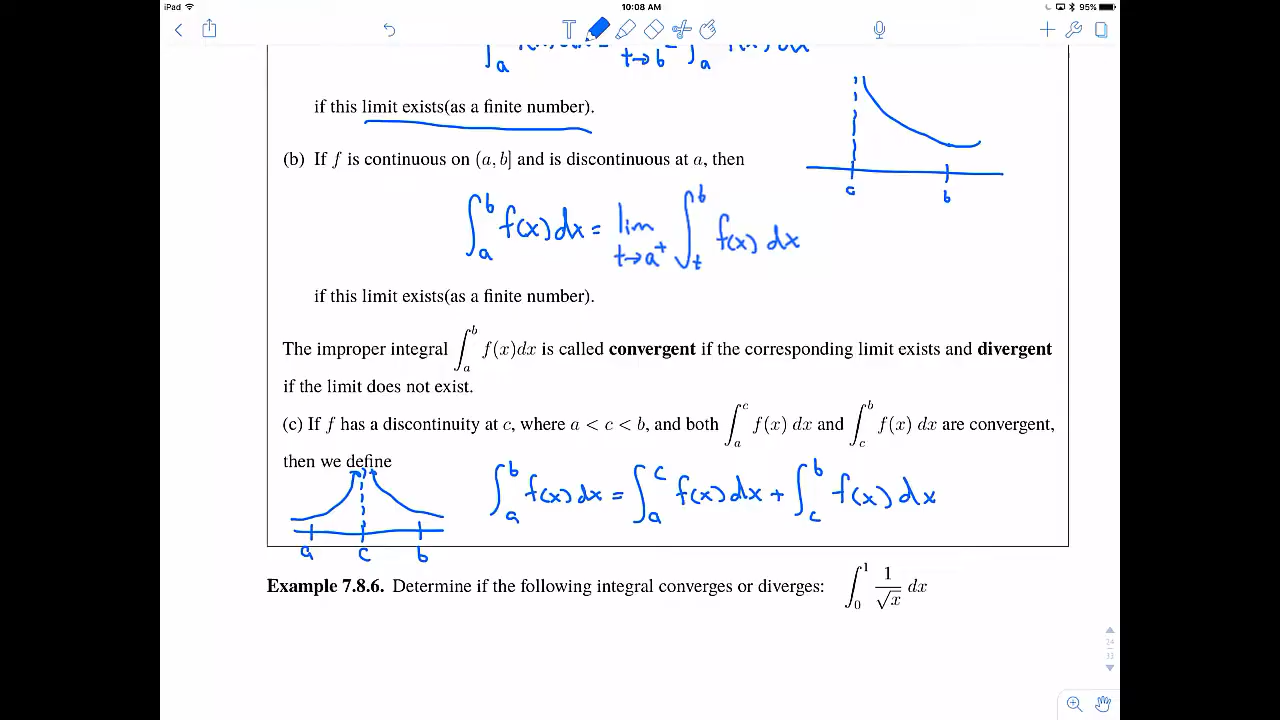 iPad 10:08 AM 95%
T
a t→b⁻ a
if this limit exists(as a finite number).
(b) If f is continuous on (a, b] and is discontinuous at a, then
a b
∫_a^b f(x) dx = lim_{t→a⁺} ∫_t^b f(x) dx
if this limit exists(as a finite number).
The improper integral ∫_a^b f(x)dx is called convergent if the corresponding limit exists and divergent
if the limit does not exist.
(c) If f has a discontinuity at c, where a < c < b, and both ∫_a^c f(x) dx and ∫_c^b f(x) dx are convergent,
then we define
∫_a^b f(x) dx = ∫_a^c f(x) dx + ∫_c^b f(x) dx
a c b
Example 7.8.6. Determine if the following integral converges or diverges: ∫_0^1 1/√x dx
24
33